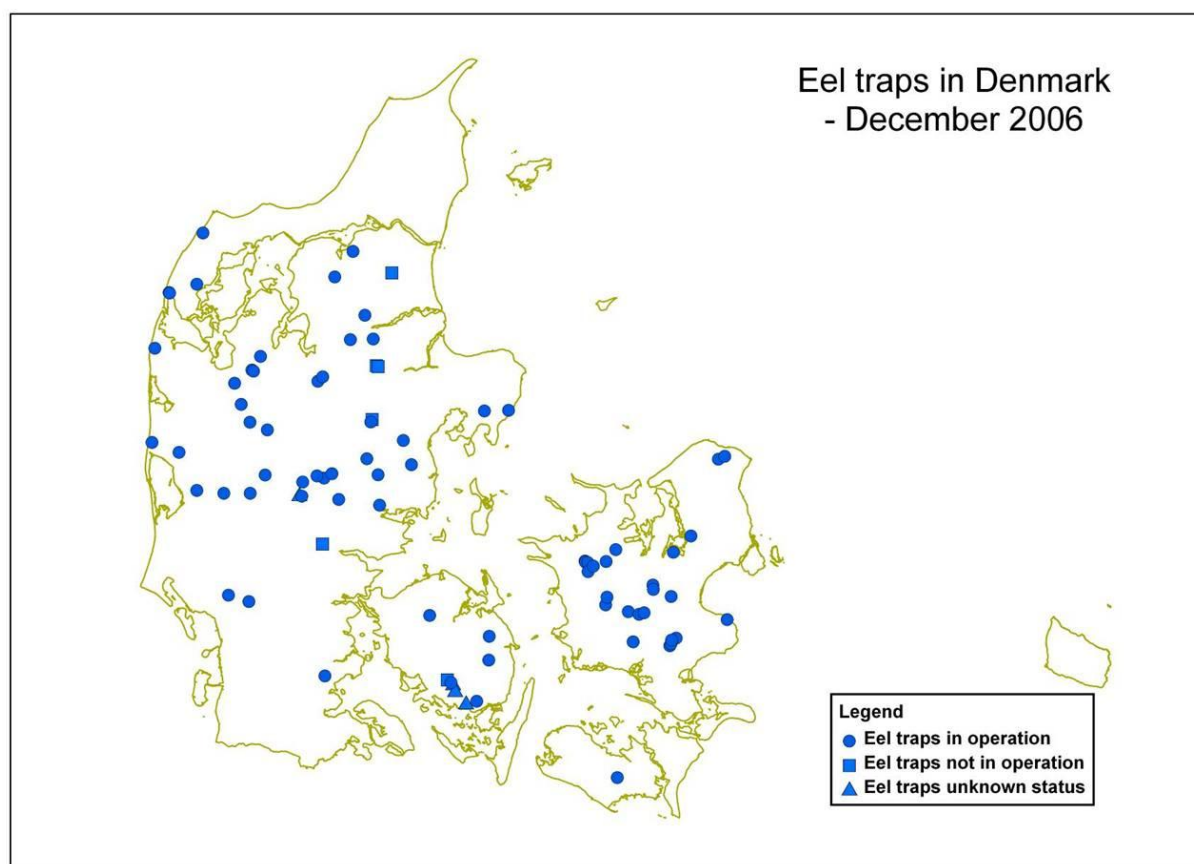 Eel traps in Denmark
- December 2006
Legend
Eel traps in operation
Eel traps not in operation
Eel traps unknown status